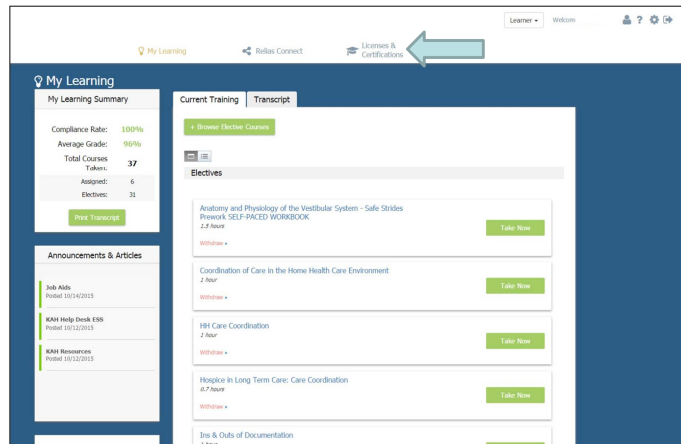 Learner
Welcom
My Learning
Relias Connect
Licenses &
Certifications
My Learning
My Learning Summary
Compliance Rate: 100%
Average Grade: 96%
Total Courses
Taken: 37
Assigned: 6
Electives: 31
Print Transcript
Announcements & Articles
Job Aids
Posted 10/14/2015
KAH Help Desk ESS
Posted 10/12/2015
KAH Resources
Posted 10/12/2015
Current Training Transcript
+ Browse Elective Courses
Electives
Anatomy and Physiology of the Vestibular System - Safe Strides
Prework SELF-PACED WORKBOOK
1.5 hours
Take Now
Withdraw
Coordination of Care in the Home Health Care Environment
1 hour
Take Now
Withdraw
HH Care Coordination
1 hour
Take Now
Withdraw
Hospice in Long Term Care: Care Coordination
0.7 hours
Take Now
Withdraw
Ins & Outs of Documentation